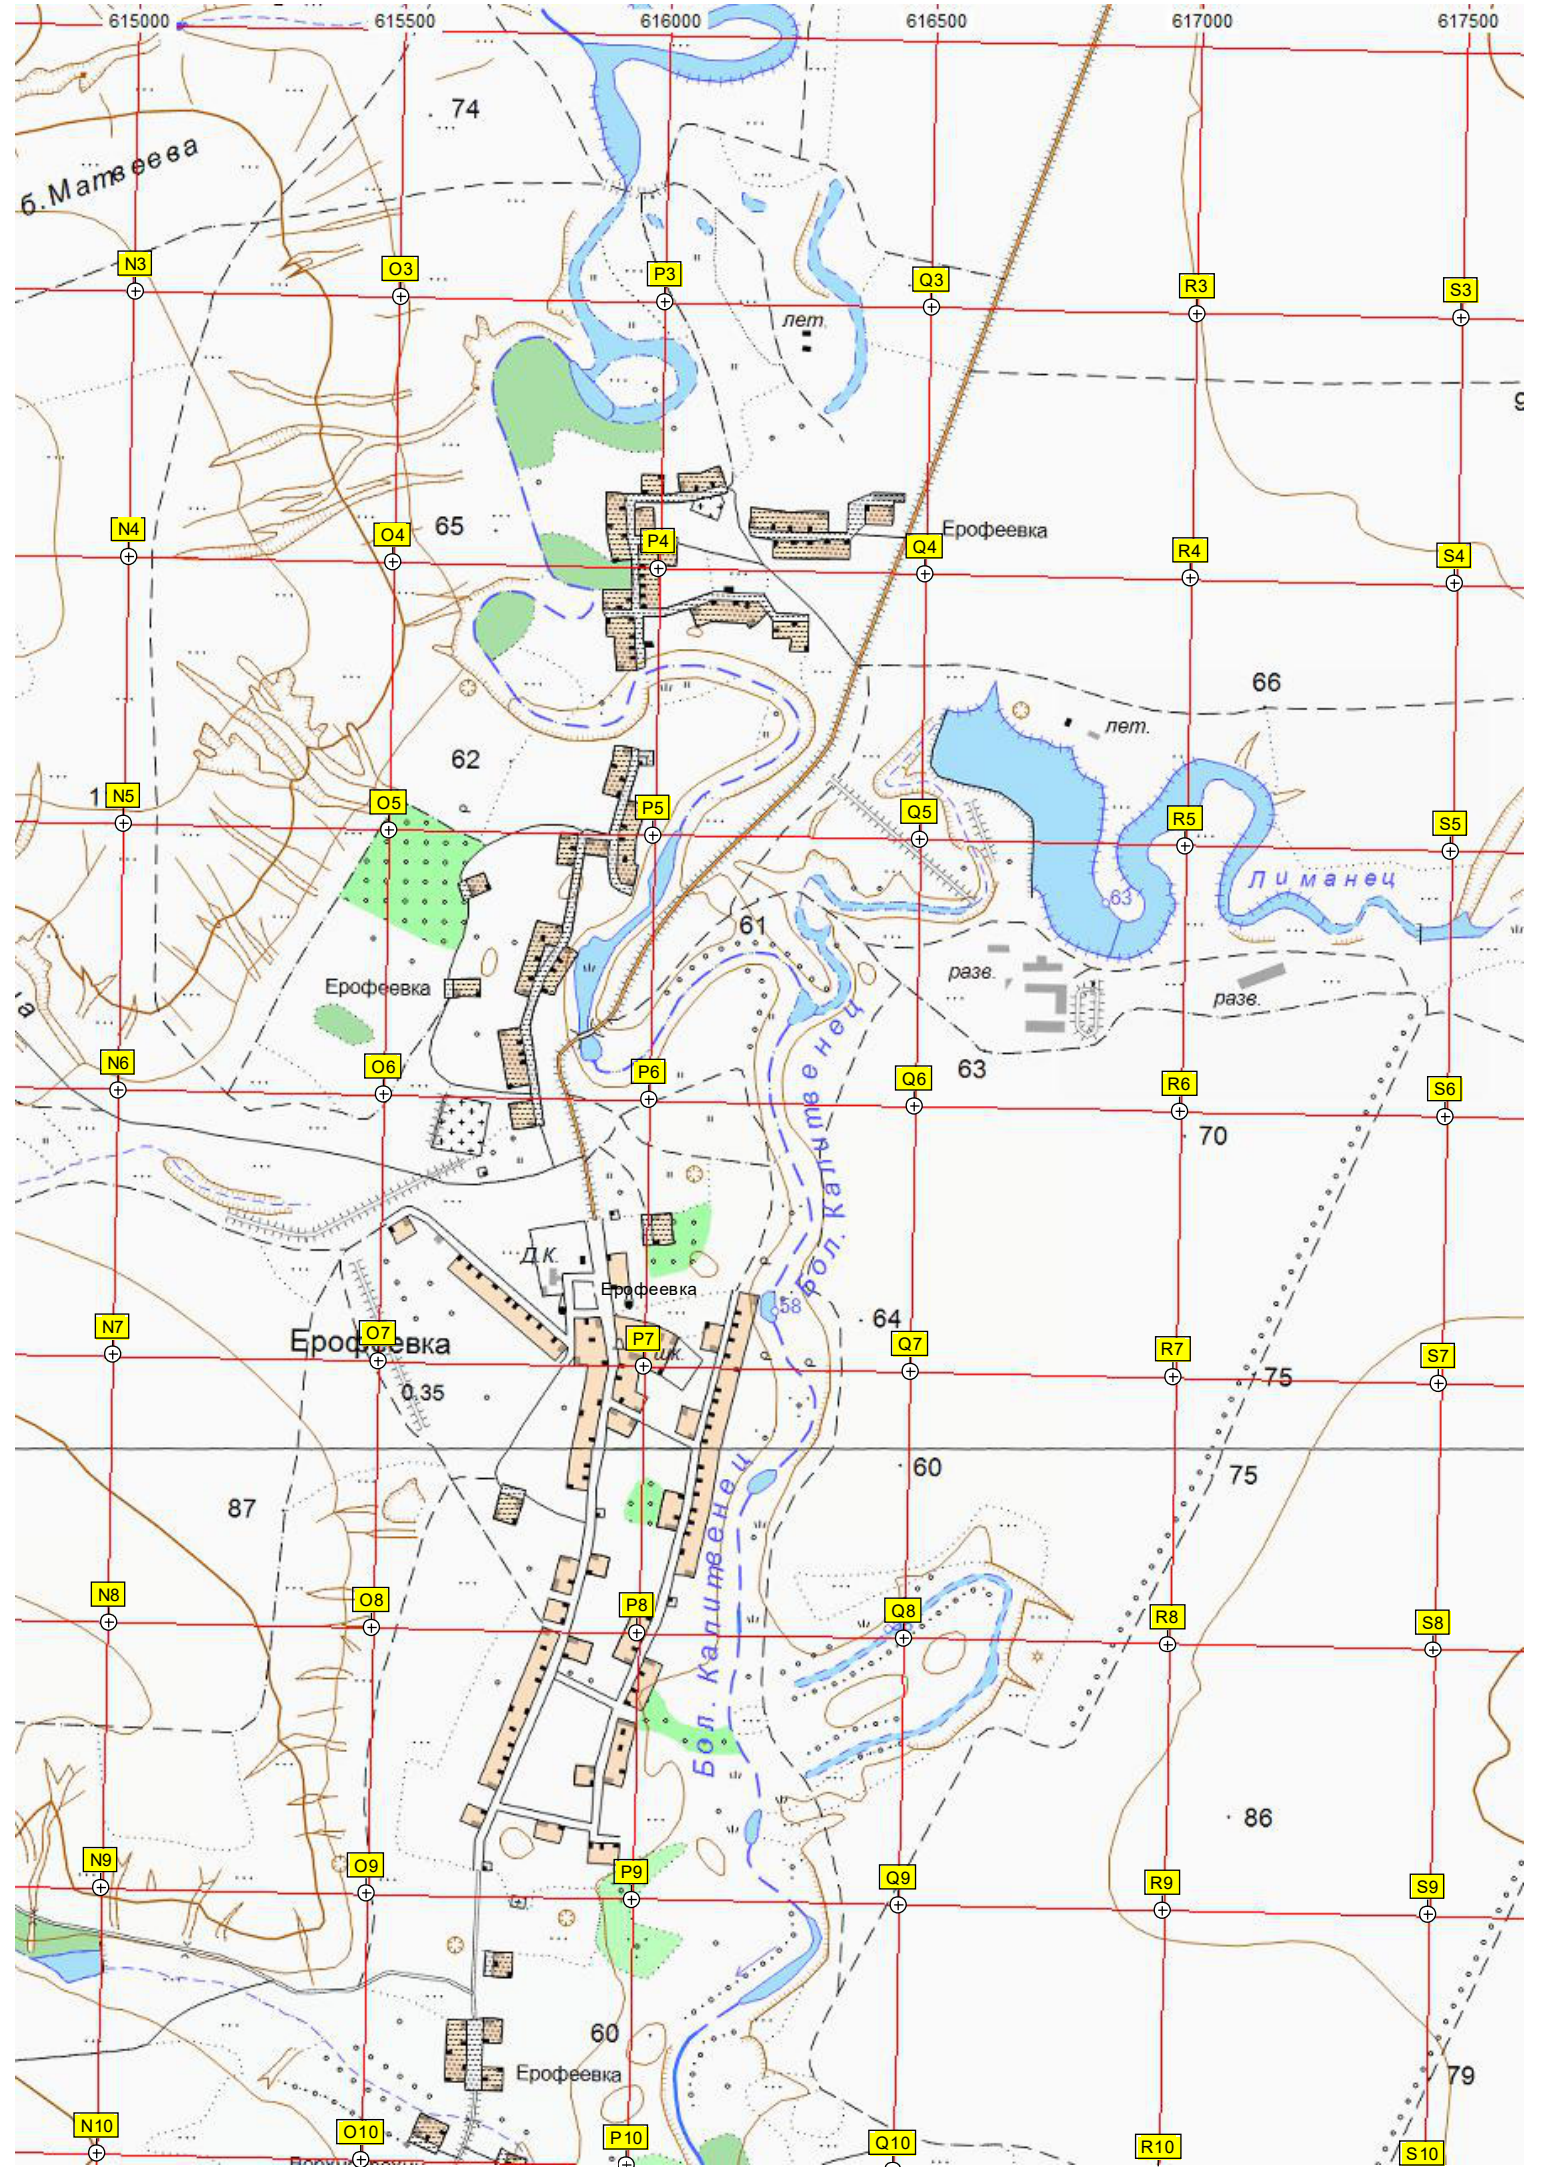 615000 615500 616000 616500 617000 617500
74
б.Матвеева
N3 O3 P3 Q3 R3 S3
лет.
9
N4 O4 P4 Q4 R4 S4
65
Ерофеевка
66
лет.
62
1
N5 O5 P5 Q5 R5 S5
Лиманец
63
61
разв.
разв.
Ерофеевка
ца
63
N6 O6 P6 Q6 R6 S6
70
Бол. Калитвенец
Д.К.
Ерофеевка
58
64
N7 O7 P7 Q7 R7 S7
Ерофеевка
шк.
75
0.35
60
75
87
Бол. Калитвенец
N8 O8 P8 Q8 R8 S8
86
N9 O9 P9 Q9 R9 S9
60
Ерофеевка
79
N10 O10 P10 Q10 R10 S10